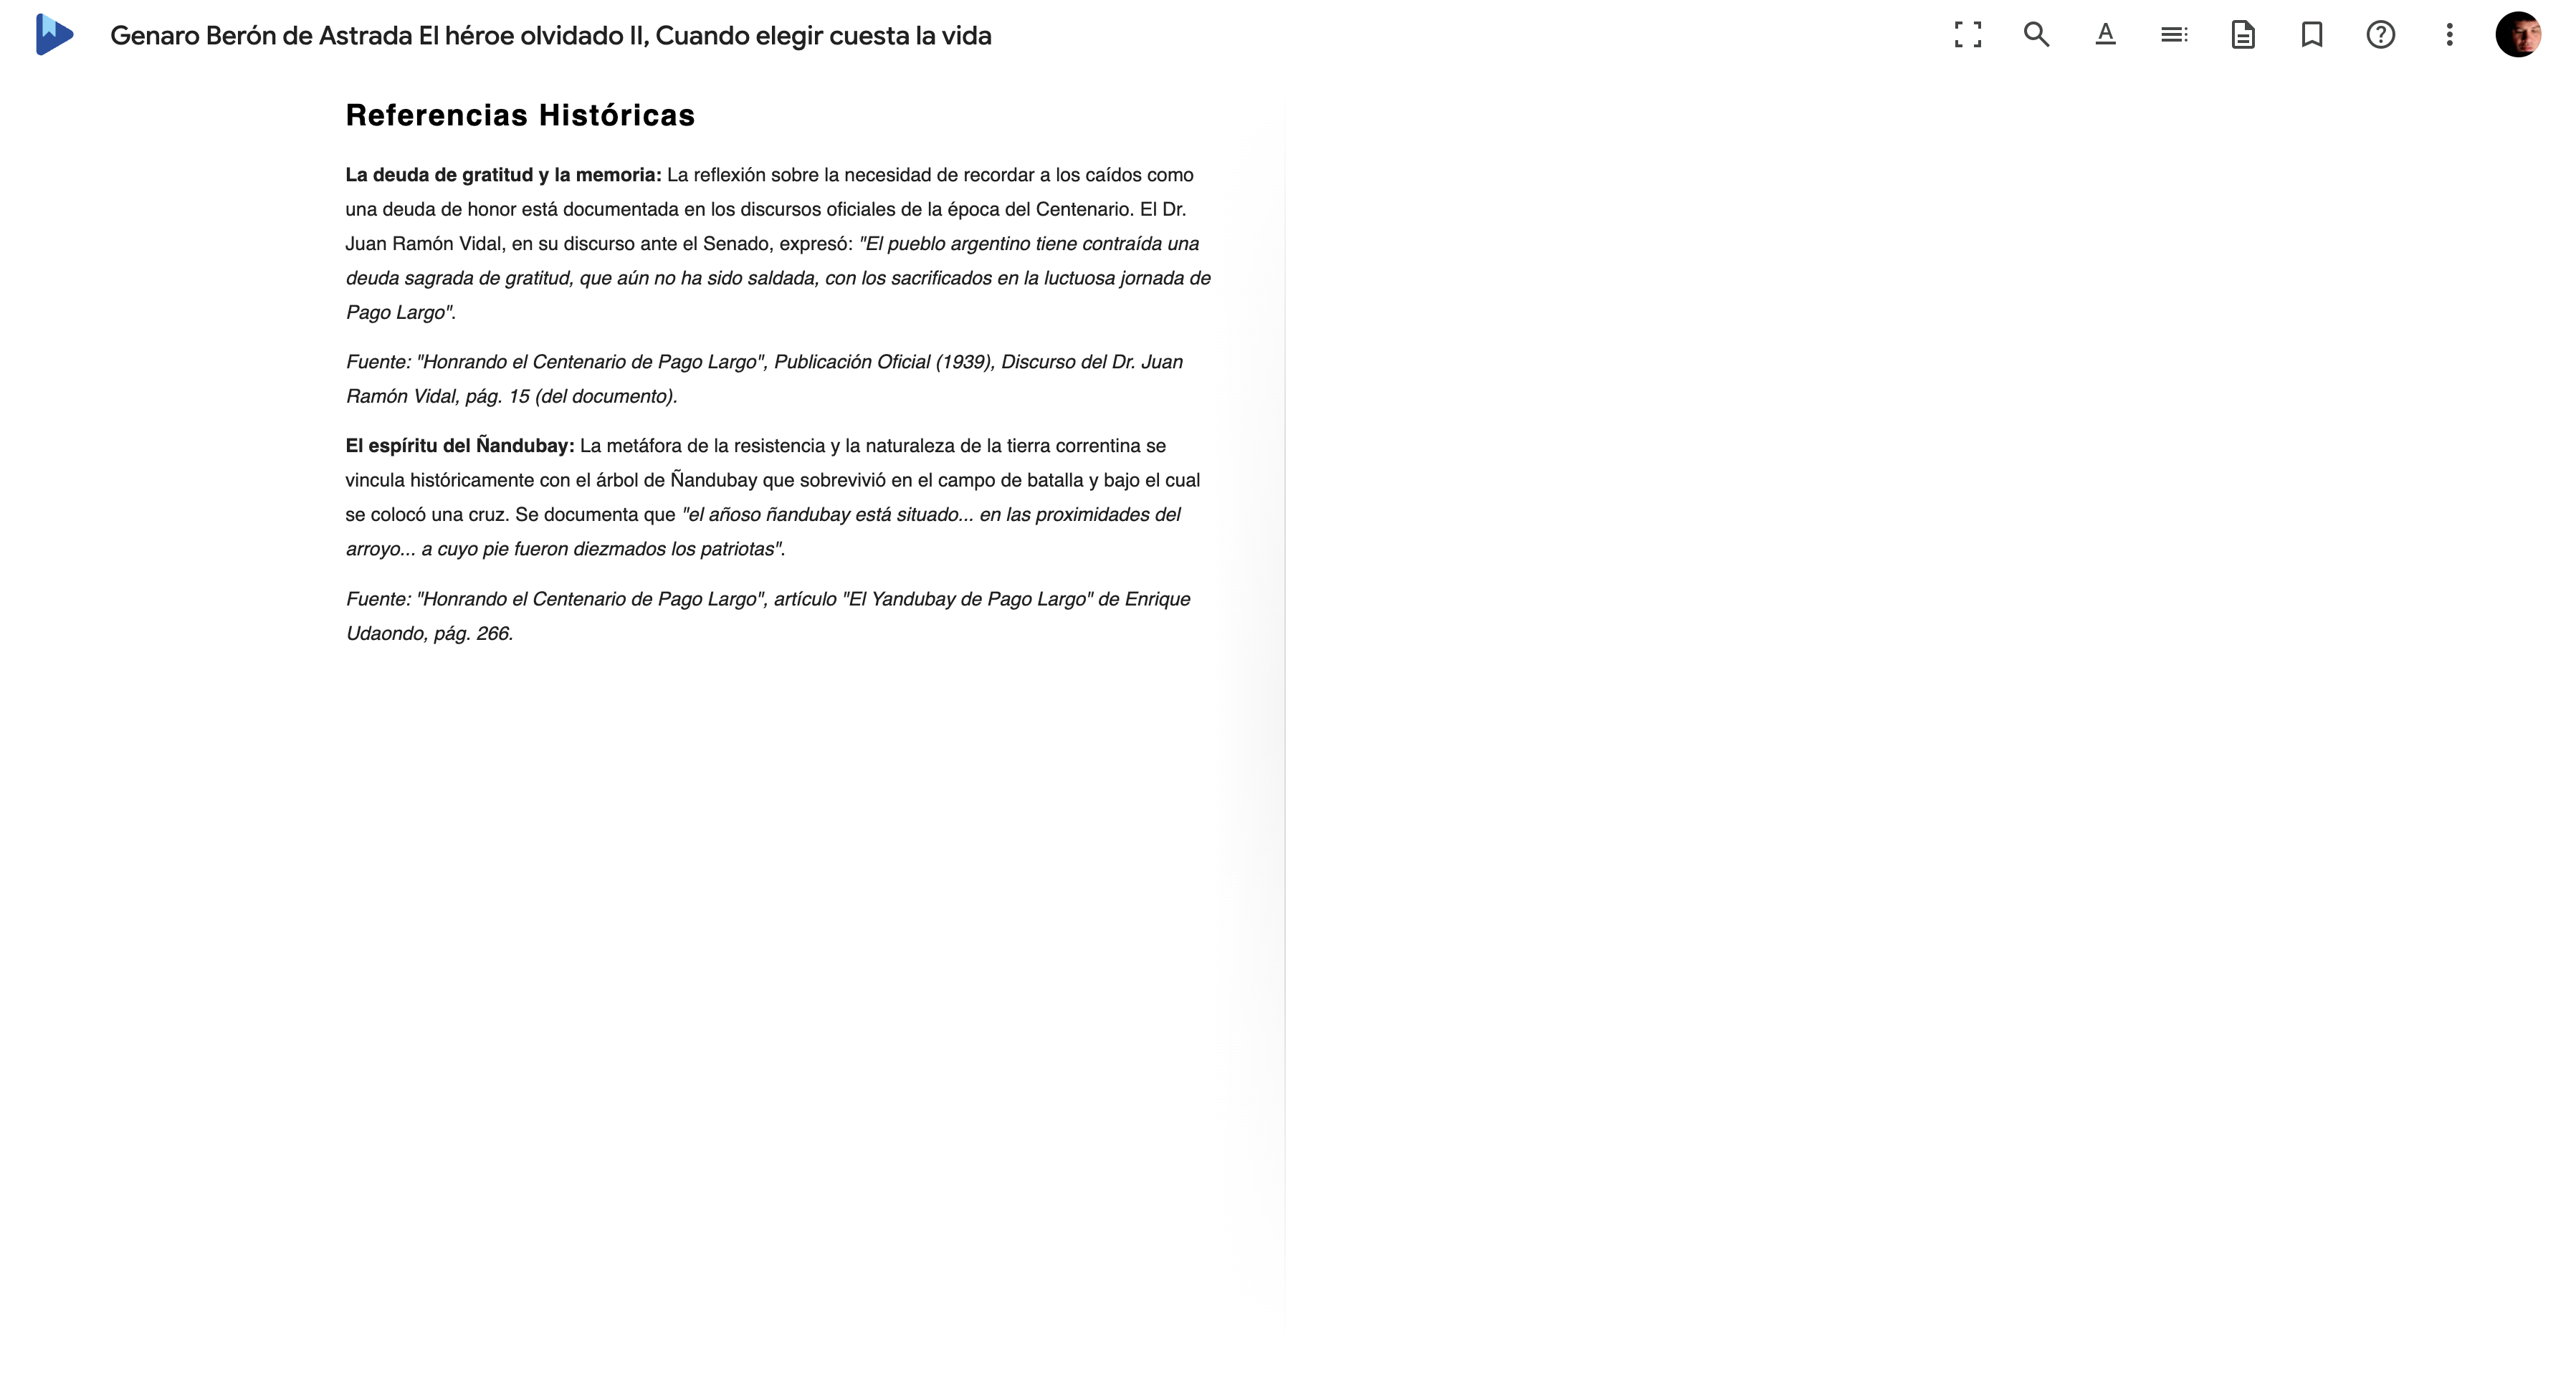 Genaro Berón de Astrada El héroe olvidado II, Cuando elegir cuesta la vida
Referencias Históricas
La deuda de gratitud y la memoria: La reflexión sobre la necesidad de recordar a los caídos como
una deuda de honor está documentada en los discursos oficiales de la época del Centenario. El Dr.
Juan Ramón Vidal, en su discurso ante el Senado, expresó: "El pueblo argentino tiene contraída una
deuda sagrada de gratitud, que aún no ha sido saldada, con los sacrificados en la luctuosa jornada de
Pago Largo".
Fuente: "Honrando el Centenario de Pago Largo", Publicación Oficial (1939), Discurso del Dr. Juan
Ramón Vidal, pág. 15 (del documento).
El espíritu del Ñandubay: La metáfora de la resistencia y la naturaleza de la tierra correntina se
vincula históricamente con el árbol de Ñandubay que sobrevivió en el campo de batalla y bajo el cual
se colocó una cruz. Se documenta que "el añoso ñandubay está situado... en las proximidades del
arroyo... a cuyo pie fueron diezmados los patriotas".
Fuente: "Honrando el Centenario de Pago Largo", artículo "El Yandubay de Pago Largo" de Enrique
Udaondo, pág. 266.